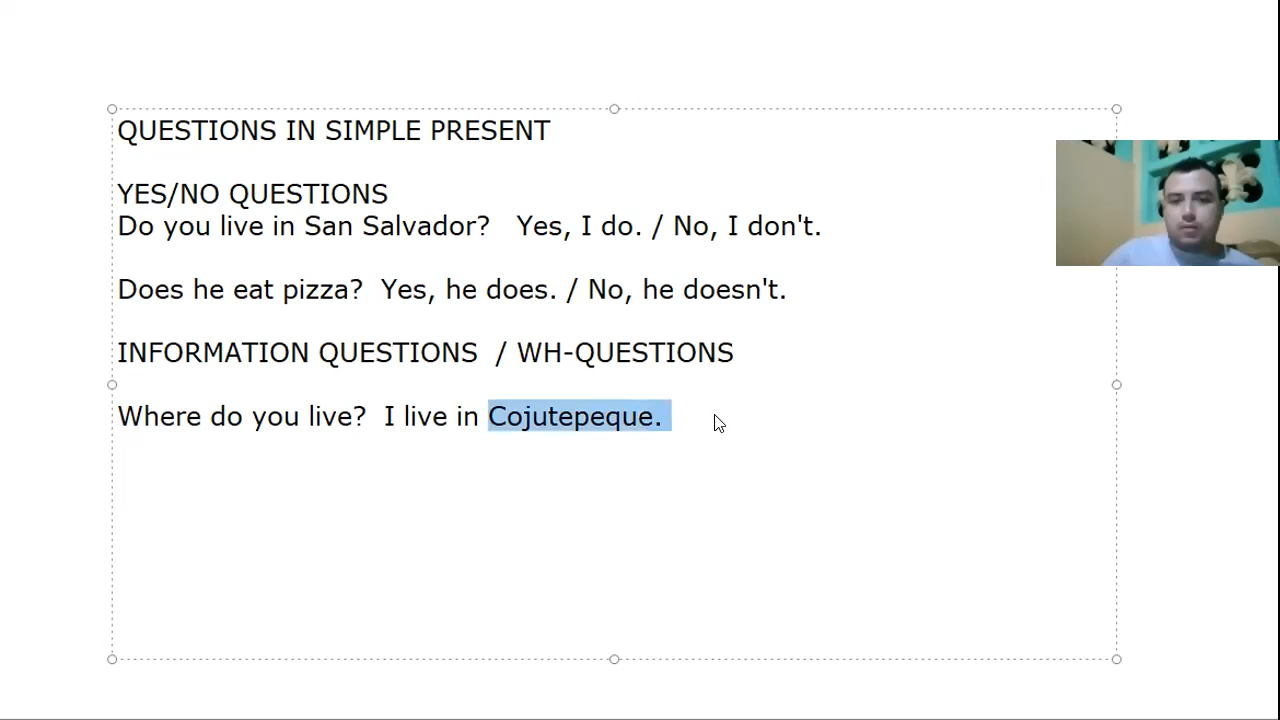 QUESTIONS IN SIMPLE PRESENT
YES/NO QUESTIONS
Do you live in San Salvador?   Yes, I do. / No, I don't.
Does he eat pizza?  Yes, he does. / No, he doesn't.
INFORMATION QUESTIONS  / WH-QUESTIONS
Where do you live?  I live in Cojutepeque.